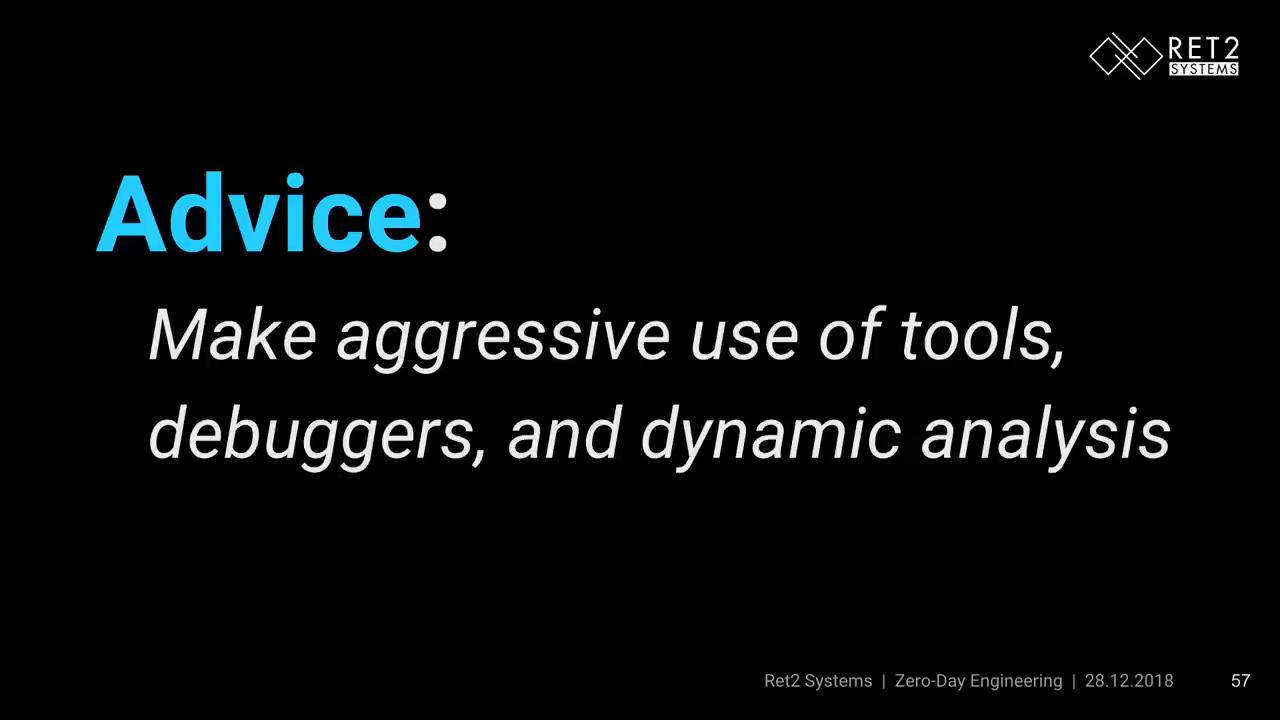 RET2
SYSTEMS
Advice:
Make aggressive use of tools,
debuggers, and dynamic analysis
Ret2 Systems | Zero-Day Engineering | 28.12.2018 57